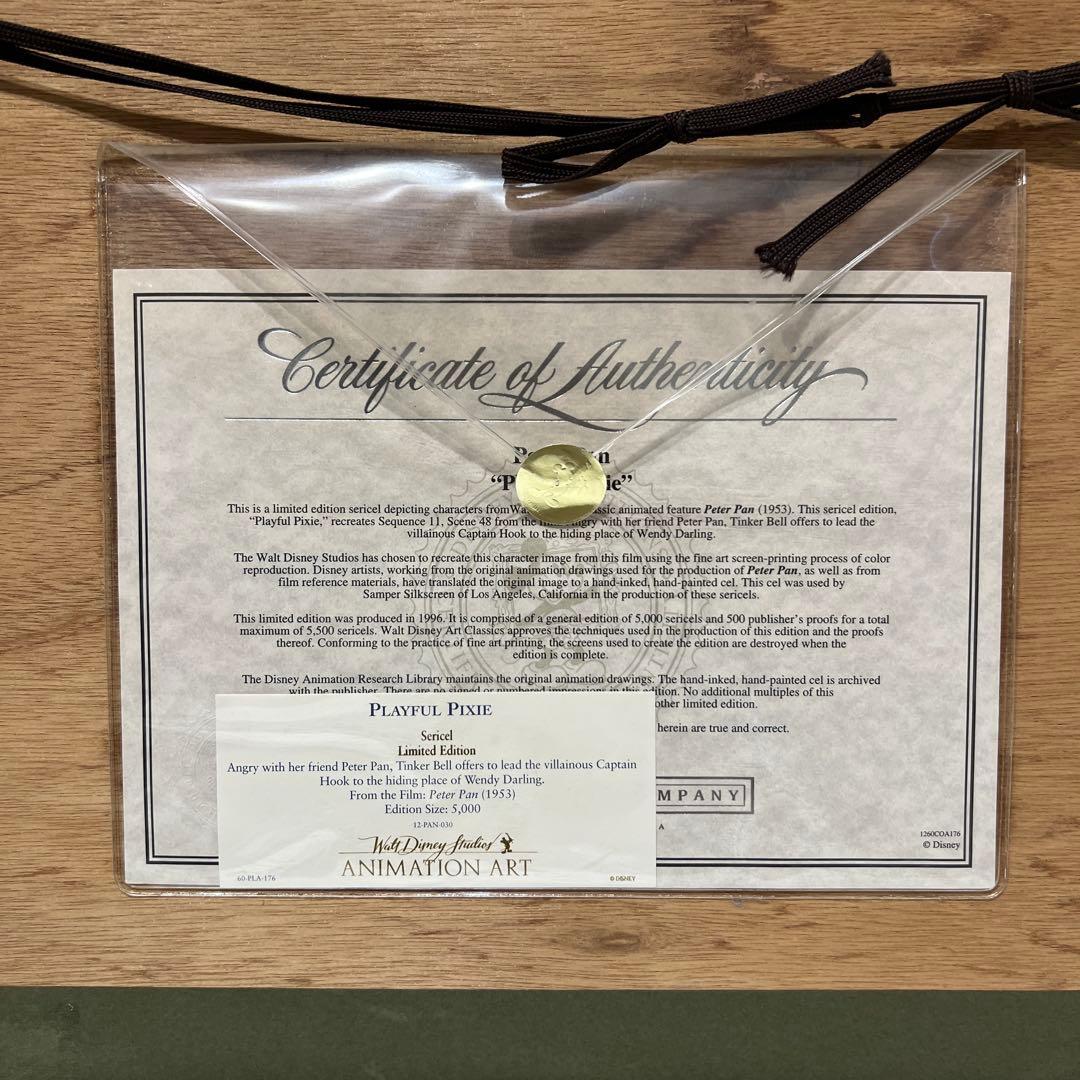 Certificate of Authenticity
“P ie”
This is a limited edition sericel depicting characters from Wa ssic animated feature Peter Pan (1953). This sericel edition,
“Playful Pixie,” recreates Sequence 11, Scene 48 from the Angry with her friend Peter Pan, Tinker Bell offers to lead the
villainous Captain Hook to the hiding place of Wendy Darling.
The Walt Disney Studios has chosen to recreate this character image from this film using the fine art screen-printing process of color
reproduction. Disney artists, working from the original animation drawings used for the production of Peter Pan, as well as from
film reference materials, have translated the original image to a hand-inked, hand-painted cel. This cel was used by
Samper Silkscreen of Los Angeles, California in the production of these sericels.
This limited edition was produced in 1996. It is comprised of a general edition of 5,000 sericels and 500 publisher’s proofs for a total
maximum of 5,500 sericels. Walt Disney Art Classics approves the techniques used in the production of this edition and the proofs
thereof. Conforming to the practice of fine art printing, the screens used to create the edition are destroyed when the
edition is complete.
The Disney Animation Research Library maintains the original animation drawings. The hand-inked, hand-painted cel is archived
with the publisher. There are no signed or numbered impressions in this edition. No additional multiples of this
other limited edition.
herein are true and correct.
MPANY
A
1260COA176
© Disney
PLAYFUL PIXIE
Sericel
Limited Edition
Angry with her friend Peter Pan, Tinker Bell offers to lead the villainous Captain
Hook to the hiding place of Wendy Darling.
From the Film: Peter Pan (1953)
Edition Size: 5,000
12-PAN-030
Walt Disney Studios
ANIMATION ART
60-PLA-176
© DISNEY